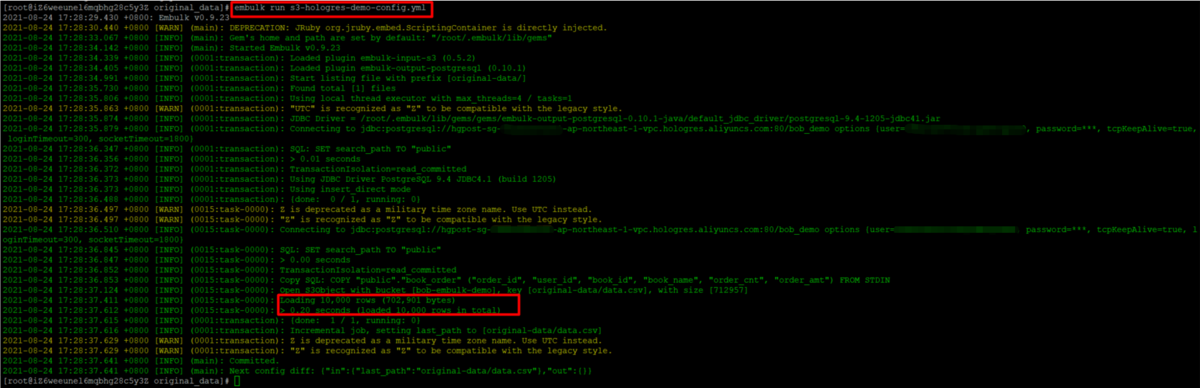 [root@iZ6weeunel6mqbhg28c5y3Z original_data]# embulk run s3-hologres-demo-config.yml
2021-08-24 17:28:29.430 +0800: Embulk v0.9.23
2021-08-24 17:28:30.140 +0800 [WARN] (main): DEPRECATION: JRuby org.jruby.embed.ScriptingContainer is directly injected.
2021-08-24 17:28:33.067 +0800 [INFO] (main): Gem's home and path are set by default: "/root/.embulk/lib/gems"
2021-08-24 17:28:34.142 +0800 [INFO] (main): Started Embulk v0.9.23
2021-08-24 17:28:34.339 +0800 [INFO] (0001:transaction): Loaded plugin embulk-input-s3 (0.5.2)
2021-08-24 17:28:34.405 +0800 [INFO] (0001:transaction): Loaded plugin embulk-output-postgresql (0.10.1)
2021-08-24 17:28:34.991 +0800 [INFO] (0001:transaction): Start listing file with prefix [original-data/]
2021-08-24 17:28:35.730 +0800 [INFO] (0001:transaction): Found total [1] files
2021-08-24 17:28:35.806 +0800 [INFO] (0001:transaction): Using local thread executor with max_threads=4 / tasks=1
2021-08-24 17:28:35.863 +0800 [WARN] (0001:transaction): "UTC" is recognized as "Z" to be compatible with the legacy style.
2021-08-24 17:28:35.874 +0800 [INFO] (0001:transaction): JDBC Driver = /root/.embulk/lib/gems/gems/embulk-output-postgresql-0.10.1-java/default_jdbc_driver/postgresql-9.4-1205-jdbc41.jar
2021-08-24 17:28:35.879 +0800 [INFO] (0001:transaction): Connecting to jdbc:postgresql://hgpost-sg- -ap-northeast-1-vpc.hologres.aliyuncs.com:80/bob_demo options {user= , password=***, tcpKeepAlive=true,
loginTimeout=300, socketTimeout=1800}
2021-08-24 17:28:36.347 +0800 [INFO] (0001:transaction): SQL: SET search_path TO "public"
2021-08-24 17:28:36.356 +0800 [INFO] (0001:transaction): > 0.01 seconds
2021-08-24 17:28:36.372 +0800 [INFO] (0001:transaction): TransactionIsolation=read_committed
2021-08-24 17:28:36.373 +0800 [INFO] (0001:transaction): Using JDBC Driver PostgreSQL 9.4 JDBC4.1 (build 1205)
2021-08-24 17:28:36.373 +0800 [INFO] (0001:transaction): Using insert_direct mode
2021-08-24 17:28:36.488 +0800 [INFO] (0001:transaction): {done:  0 / 1, running: 0}
2021-08-24 17:28:36.497 +0800 [WARN] (0015:task-0000): Z is deprecated as a military time zone name. Use UTC instead.
2021-08-24 17:28:36.497 +0800 [WARN] (0015:task-0000): "Z" is recognized as "Z" to be compatible with the legacy style.
2021-08-24 17:28:36.510 +0800 [INFO] (0015:task-0000): Connecting to jdbc:postgresql://hgpost-sg- -ap-northeast-1-vpc.hologres.aliyuncs.com:80/bob_demo options {user= , password=***, tcpKeepAlive=true, l
oginTimeout=300, socketTimeout=1800}
2021-08-24 17:28:36.845 +0800 [INFO] (0015:task-0000): SQL: SET search_path TO "public"
2021-08-24 17:28:36.847 +0800 [INFO] (0015:task-0000): > 0.00 seconds
2021-08-24 17:28:36.852 +0800 [INFO] (0015:task-0000): TransactionIsolation=read_committed
2021-08-24 17:28:36.853 +0800 [INFO] (0015:task-0000): Copy SQL: COPY "public"."book_order" ("order_id", "user_id", "book_id", "book_name", "order_cnt", "order_amt") FROM STDIN
2021-08-24 17:28:37.124 +0800 [INFO] (0015:task-0000): Open S3Object with bucket [bob-embulk-demo], key [original-data/data.csv], with size [712957]
2021-08-24 17:28:37.411 +0800 [INFO] (0015:task-0000): Loading 10,000 rows (702,981 bytes)
2021-08-24 17:28:37.612 +0800 [INFO] (0015:task-0000): > 0.20 seconds (loaded 10,000 rows in total)
2021-08-24 17:28:37.615 +0800 [INFO] (0001:transaction): {done:  1 / 1, running: 0}
2021-08-24 17:28:37.616 +0800 [INFO] (0001:transaction): Incremental job, setting last_path to [original-data/data.csv]
2021-08-24 17:28:37.629 +0800 [WARN] (0001:transaction): Z is deprecated as a military time zone name. Use UTC instead.
2021-08-24 17:28:37.629 +0800 [WARN] (0001:transaction): "Z" is recognized as "Z" to be compatible with the legacy style.
2021-08-24 17:28:37.641 +0800 [INFO] (main): Committed.
2021-08-24 17:28:37.641 +0800 [INFO] (main): Next config diff: {"in":{"last_path":"original-data/data.csv"},"out":{}}
[root@iZ6weeunel6mqbhg28c5y3Z original_data]#